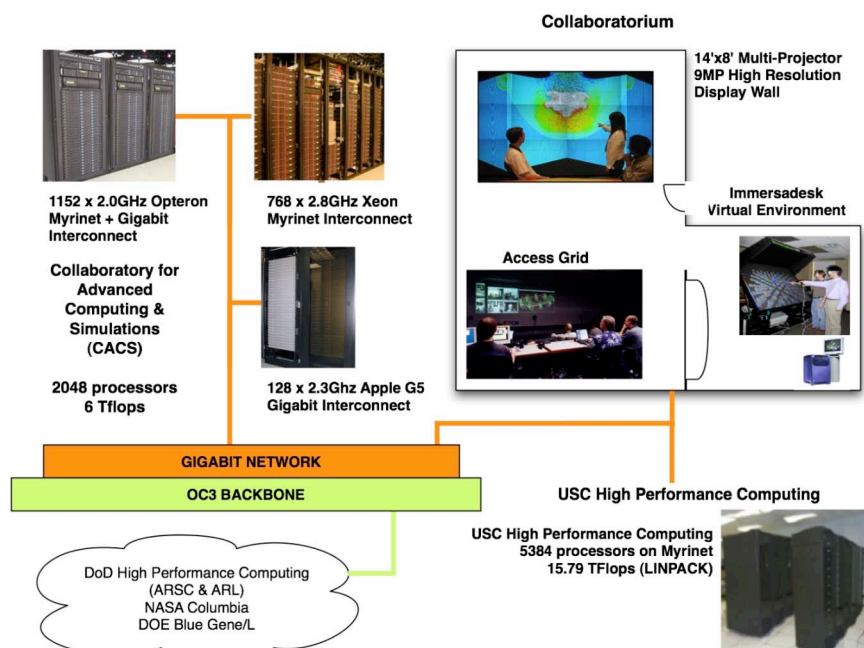 Collaboratorium
14'x8' Multi-Projector
9MP High Resolution
Display Wall
1152 x 2.0GHz Opteron
Myrinet + Gigabit
Interconnect
768 x 2.8GHz Xeon
Myrinet Interconnect
Immersadesk
Virtual Environment
Access Grid
Collaboratory for
Advanced
Computing &
Simulations
(CACS)
2048 processors
6 Tflops
128 x 2.3Ghz Apple G5
Gigabit Interconnect
GIGABIT NETWORK
OC3 BACKBONE
USC High Performance Computing
USC High Performance Computing
5384 processors on Myrinet
15.79 TFlops (LINPACK)
DoD High Performance Computing
(ARSC & ARL)
NASA Columbia
DOE Blue Gene/L